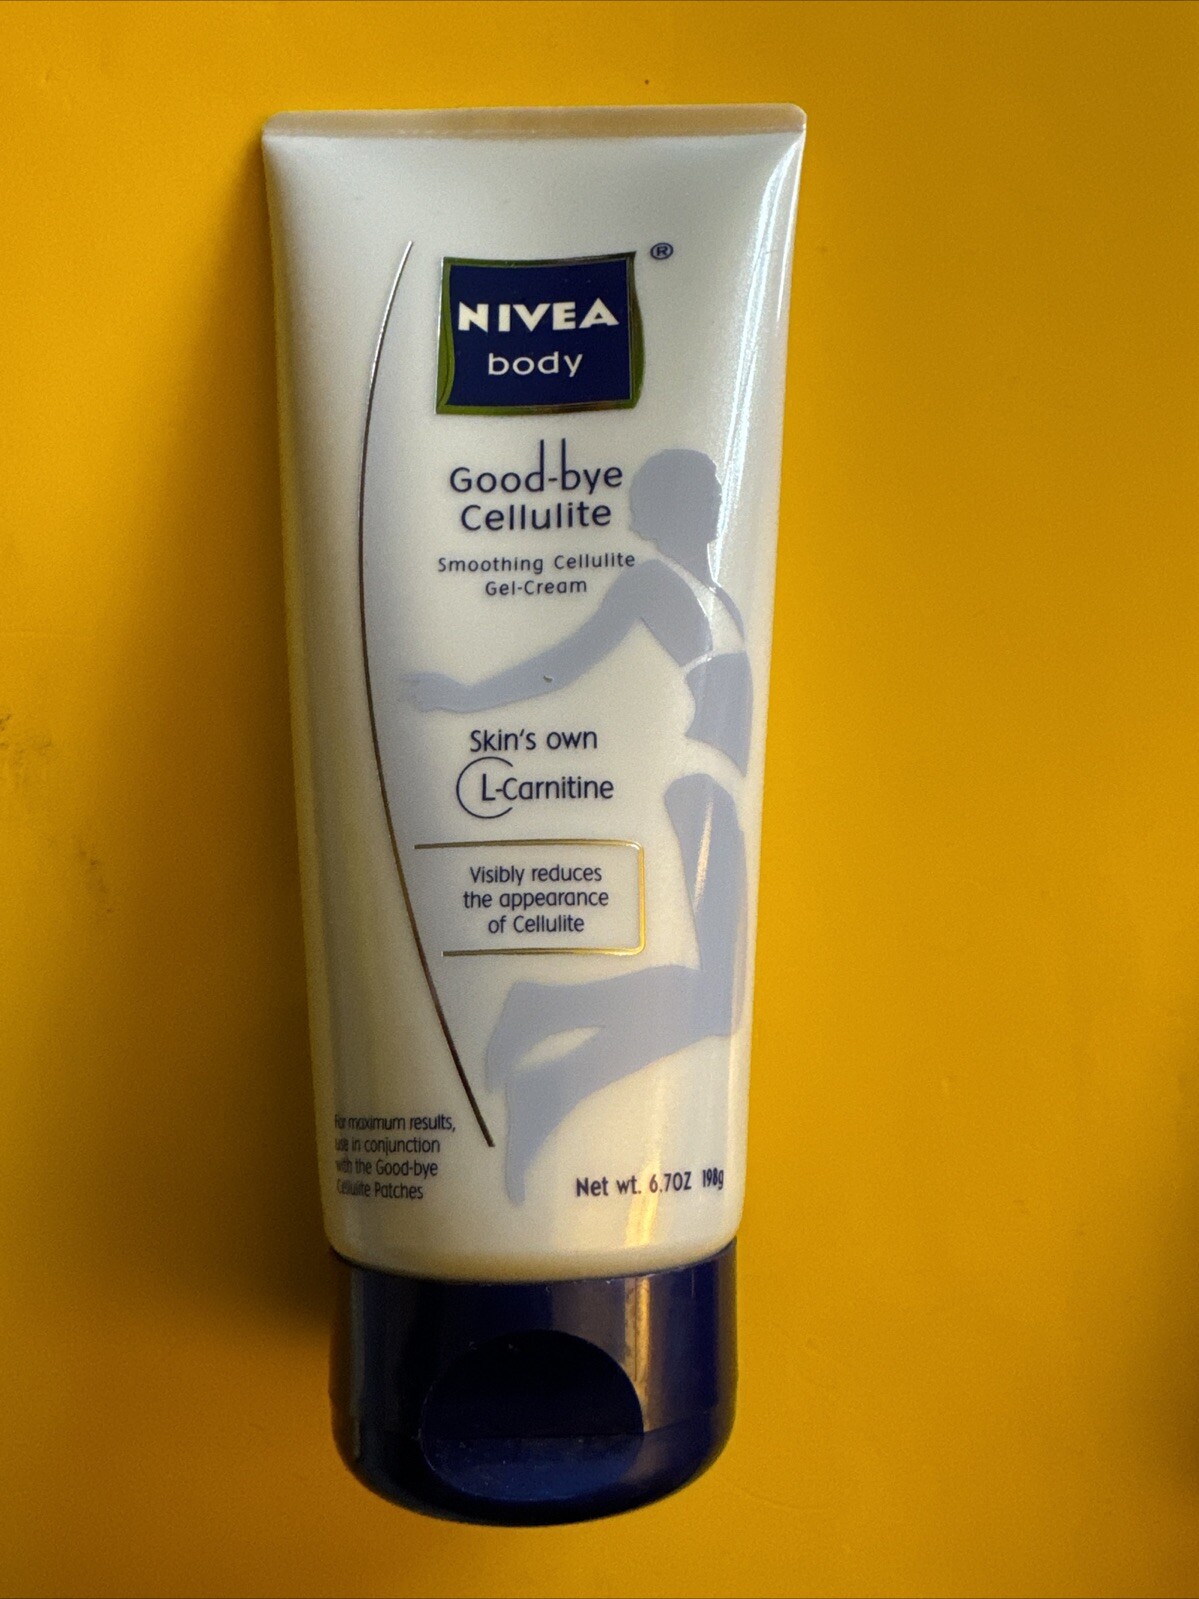 NIVEA ®
body
Good-bye
Cellulite
Smoothing Cellulite
Gel-Cream
Skin's own
L-Carnitine
Visibly reduces
the appearance
of Cellulite
For maximum results,
use in conjunction
with the Good-bye
Cellulite Patches
Net wt. 6.7OZ 198g